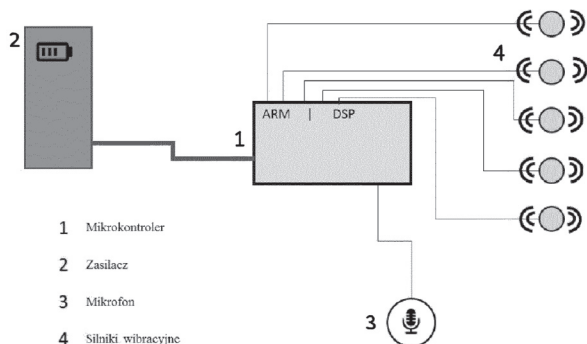 2
4
ARM | DSP
1
1 Mikrokontroler
2 Zasilacz
3 Mikrofon
3
4 Silniki wibracyjne